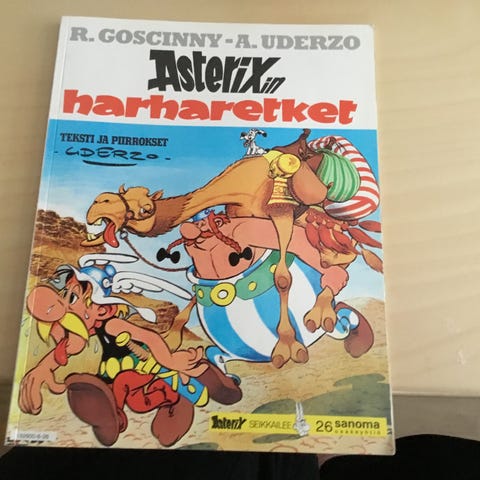 R. GOSCINNY - A. UDERZO
Asterixin
harharetket
TEKSTI JA PIIRROKSET
- UDERZO -
Asterix SEIKKAILEE
26 sanoma